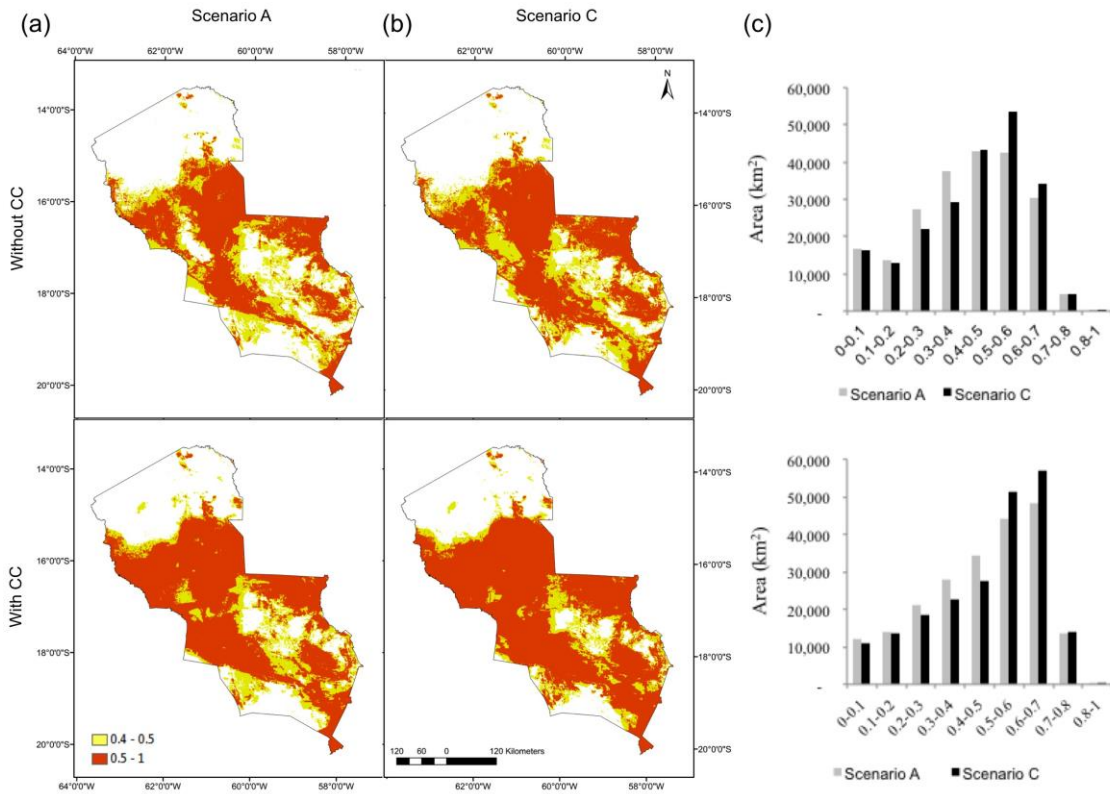 (a)
Scenario A
(b)
Scenario C
(c)
64°0'0"W
62°0'0"W
60°0'0"W
58°0'0"W
62°0'0"W
60°0'0"W
58°0'0"W
Without CC
14°0'0"S
16°0'0"S
18°0'0"S
20°0'0"S
N
14°0'0"S
16°0'0"S
18°0'0"S
20°0'0"S
Area (km²)
60,000
50,000
40,000
30,000
20,000
10,000
-
0-0.1
0.1-0.2
0.2-0.3
0.3-0.4
0.4-0.5
0.5-0.6
0.6-0.7
0.7-0.8
0.8-1
Scenario A
Scenario C
With CC
14°0'0"S
16°0'0"S
18°0'0"S
20°0'0"S
0.4 - 0.5
0.5 - 1
14°0'0"S
16°0'0"S
18°0'0"S
20°0'0"S
120 60 0 120 Kilometers
64°0'0"W
62°0'0"W
60°0'0"W
58°0'0"W
62°0'0"W
60°0'0"W
58°0'0"W
Area (km²)
60,000
50,000
40,000
30,000
20,000
10,000
-
0-0.1
0.1-0.2
0.2-0.3
0.3-0.4
0.4-0.5
0.5-0.6
0.6-0.7
0.7-0.8
0.8-1
Scenario A
Scenario C